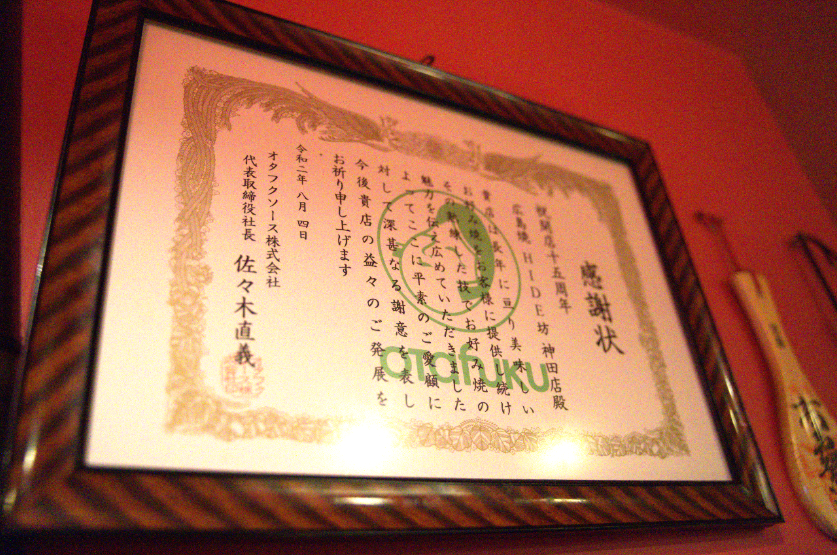 感謝状
祝開店十五周年
広島焼 HIDE坊 神田店殿
貴店は長年に亘り美味しい
お好み焼をお客様に提供し続け
その熟練した技でお好み焼の
魅力を伝え広めていただきました
よってここに平素のご愛顧に
対して深甚なる謝意を表し
今後貴店の益々のご発展を
お祈り申し上げます
令和二年 八月 四日
オタフクソース株式会社
代表取締役社長 佐々木直義
otafuku